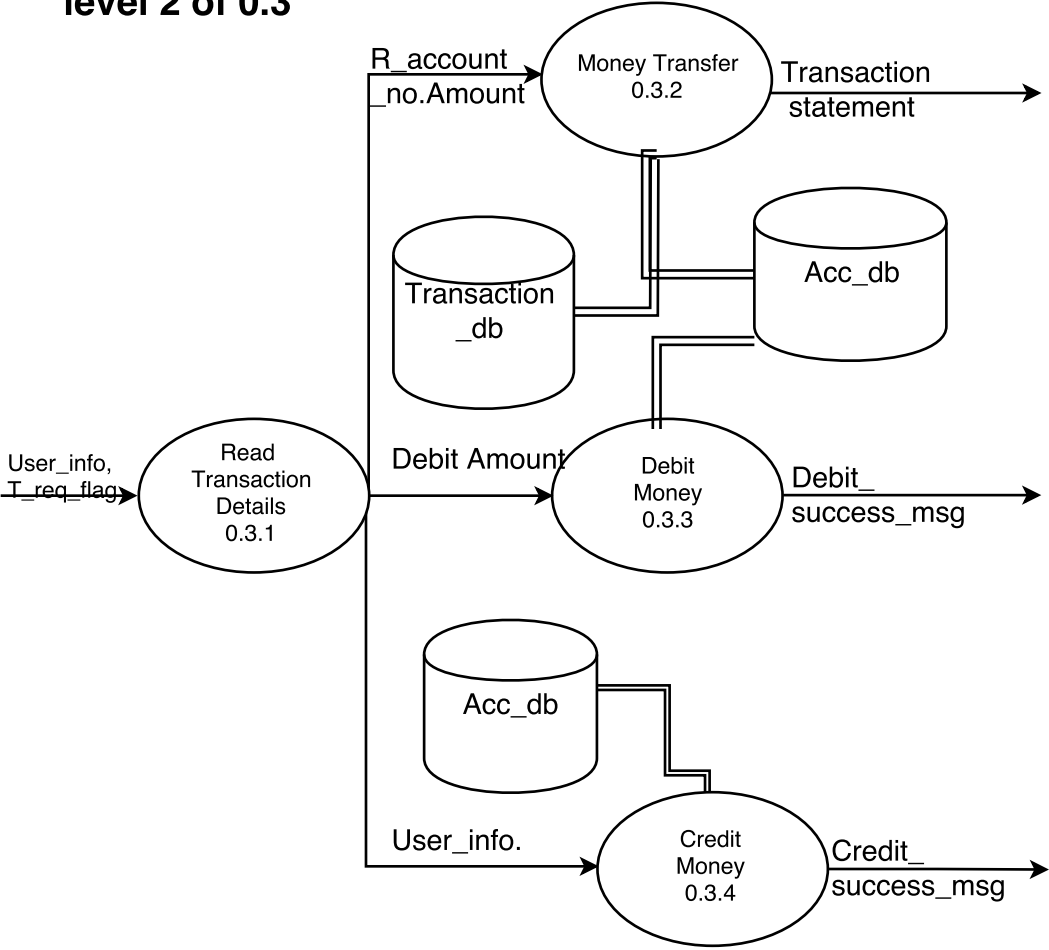 level 2 of 0.3
R_account
_no.Amount
Money Transfer
0.3.2
Transaction
statement
Transaction
_db
Acc_db
User_info,
T_req_flag
Read
Transaction
Details
0.3.1
Debit Amount
Debit
Money
0.3.3
Debit_
success_msg
Acc_db
User_info.
Credit
Money
0.3.4
Credit_
success_msg